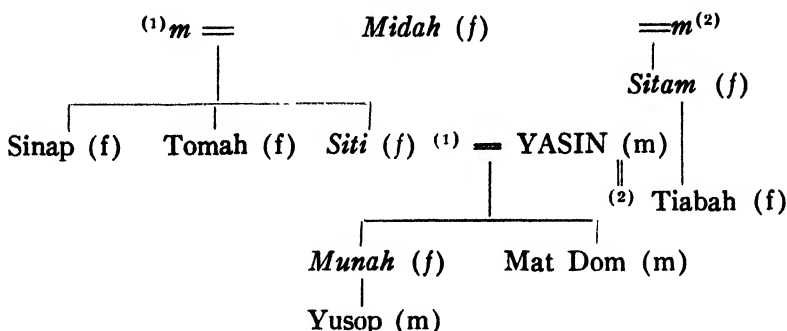 (1)m = Midah (f) =m(2)
Sitam (f)
Sinap (f) Tomah (f) Siti (f) (1) = YASIN (m)
(2) Tiabah (f)
Munah (f) Mat Dom (m)
Yusop (m)